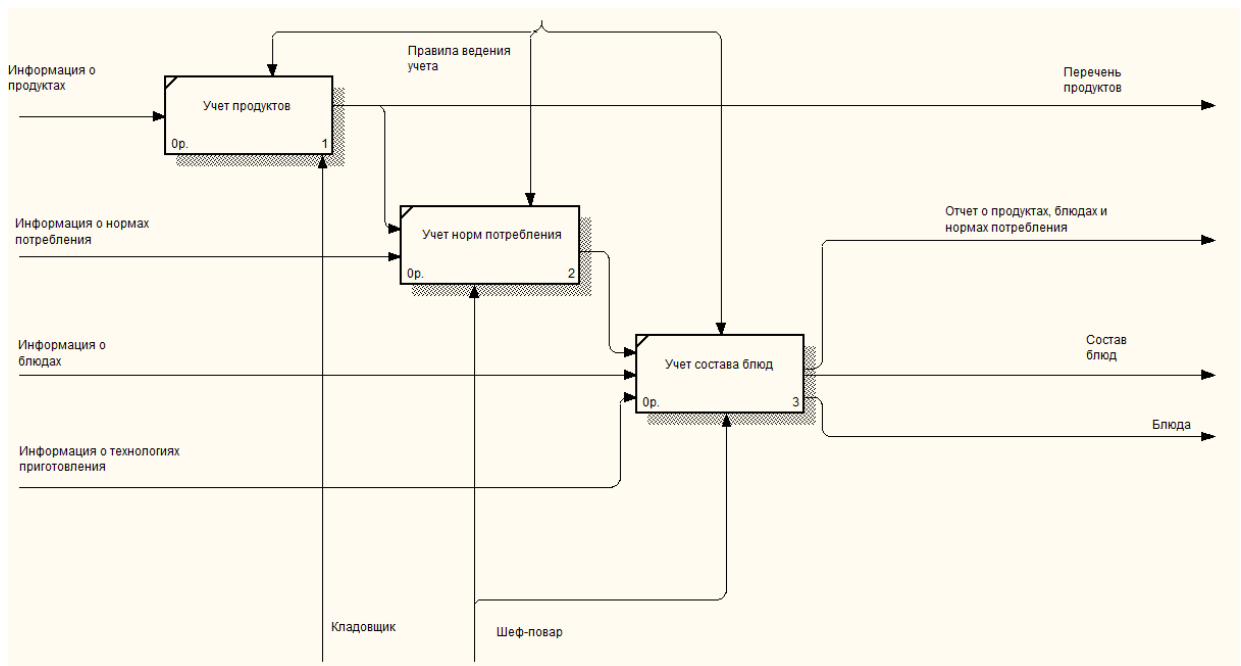 Правила ведения
учета
Информация о
продуктах
Перечень
продуктов
Учет продуктов
0р.
1
Информация о нормах
потребления
Отчет о продуктах, блюдах и
нормах потребления
Учет норм потребления
0р.
2
Информация о
блюдах
Состав
блюд
Учет состава блюд
0р.
3
Блюда
Информация о технологиях
приготовления
Кладовщик
Шеф-повар